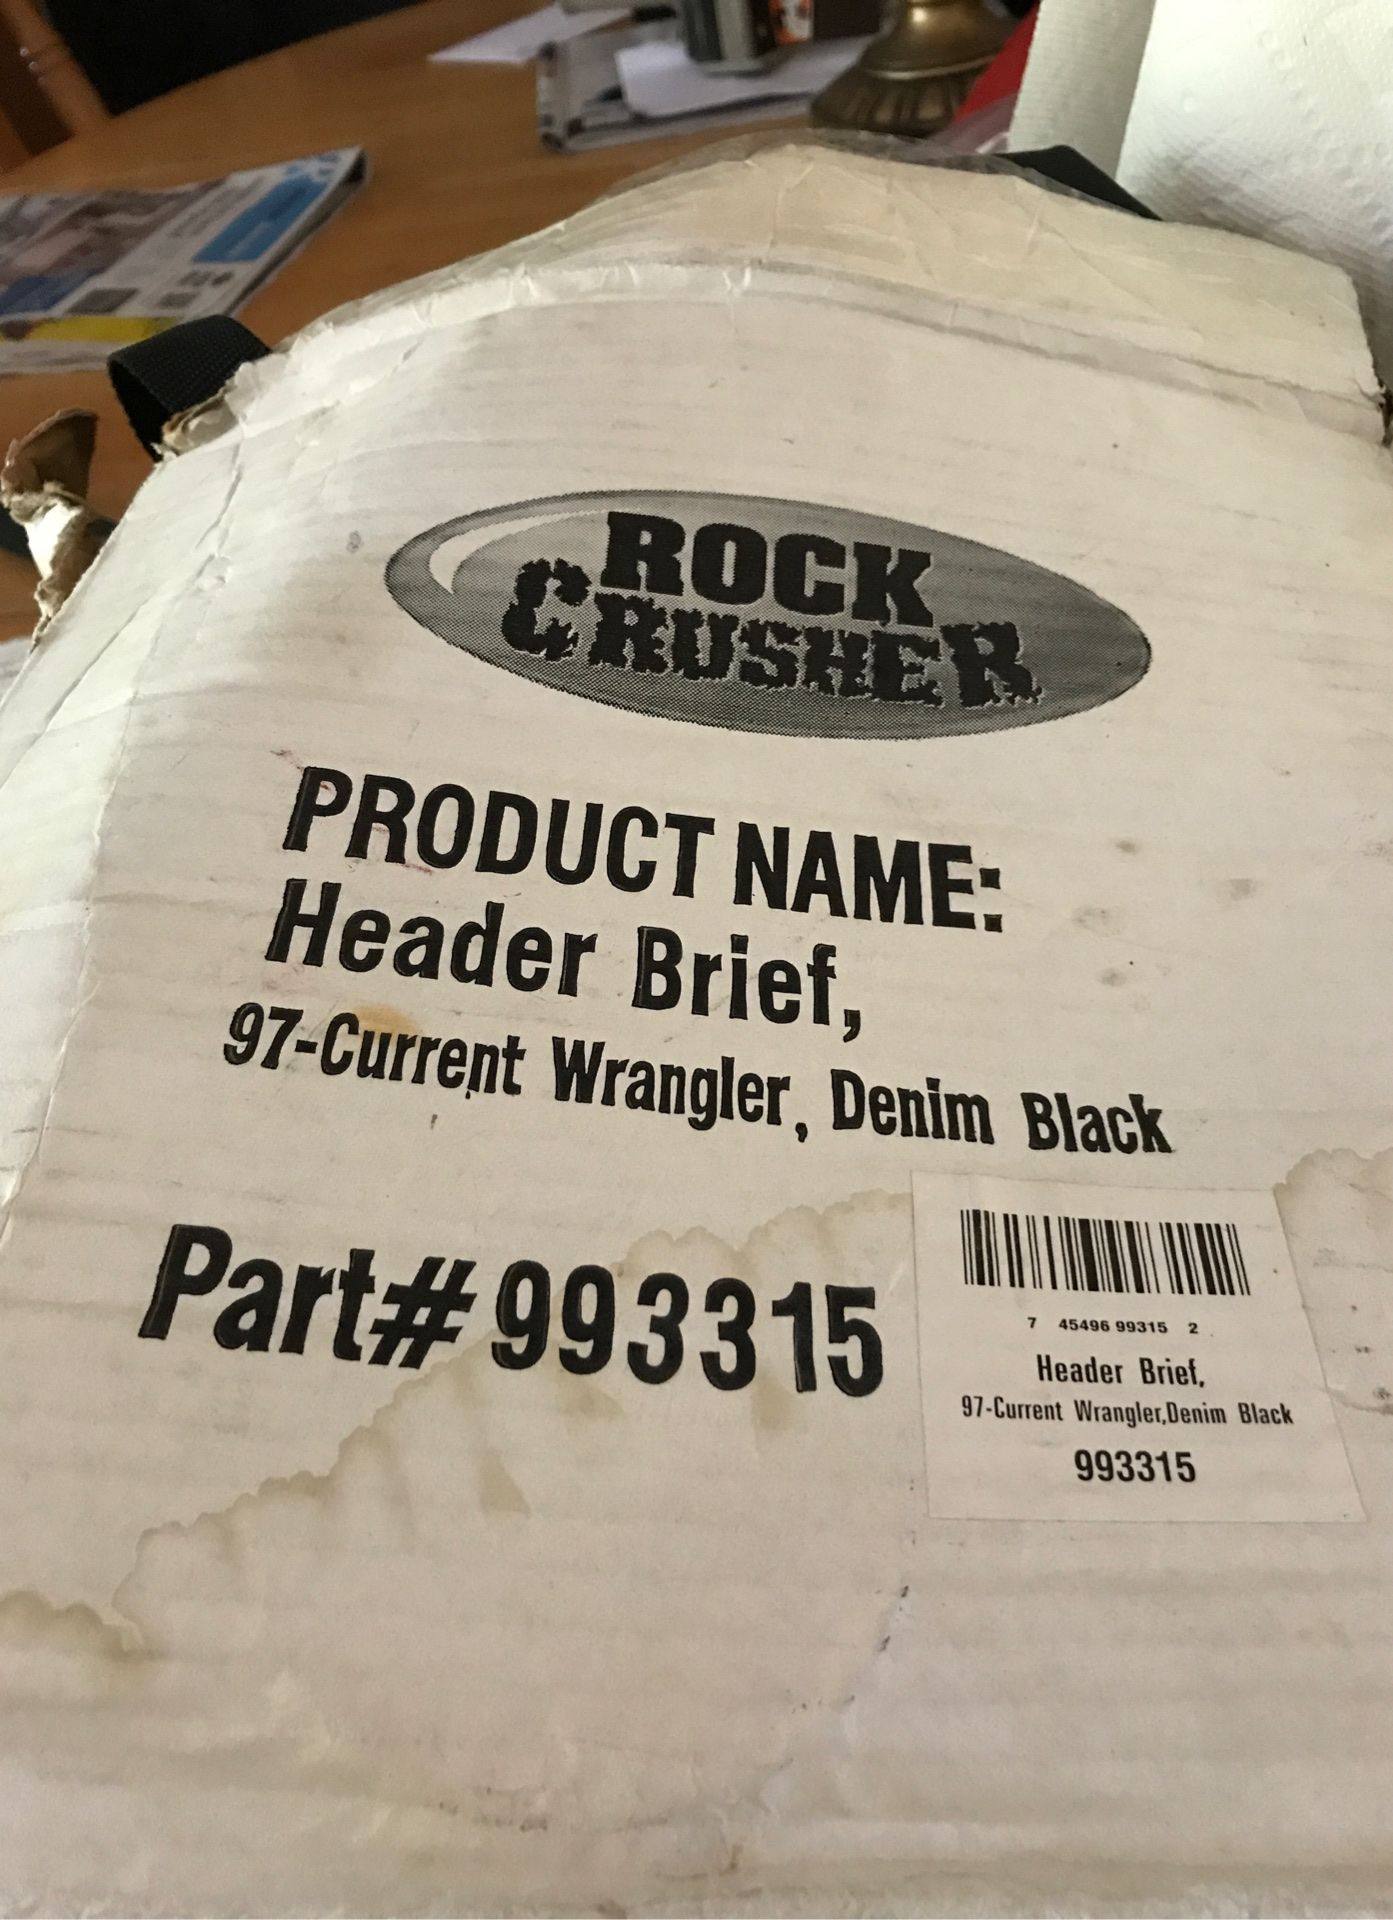 ROCK
CRUSHER
PRODUCT NAME:
Header Brief,
97-Current Wrangler, Denim Black
Part# 993315
7 45496 99315 2
Header Brief,
97-Current Wrangler,Denim Black
993315